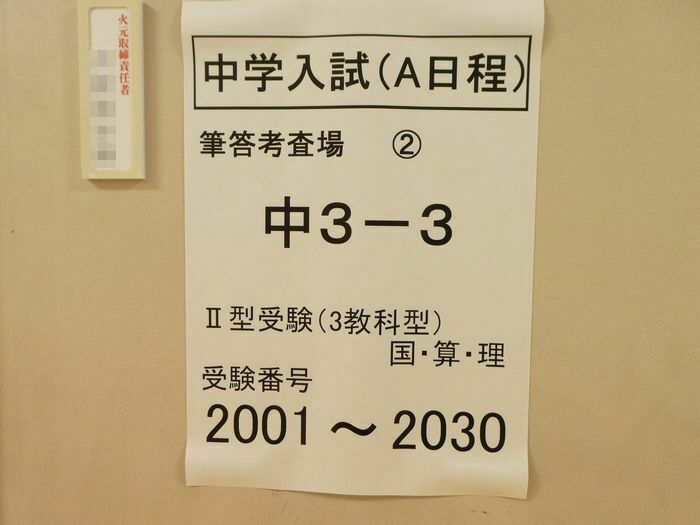 火元取締責任者
中学入試(A日程)
筆答考査場 ②
中3−3
Ⅱ型受験(3教科型)
国・算・理
受験番号
2001 〜 2030